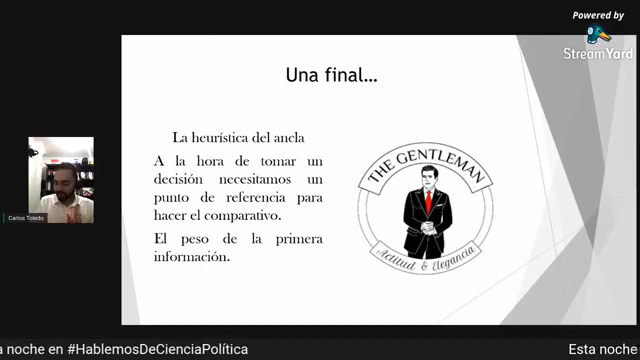 Powered by
StreamYard
Una final...
La heurística del ancla
A la hora de tomar un
decisión necesitamos un
punto de referencia para
hacer el comparativo.
El peso de la primera
información.
THE GENTLEMAN
Actitud & Elegancia
Carlos Toledo
a noche en #HablemosDeCienciaPolítica
Esta noche